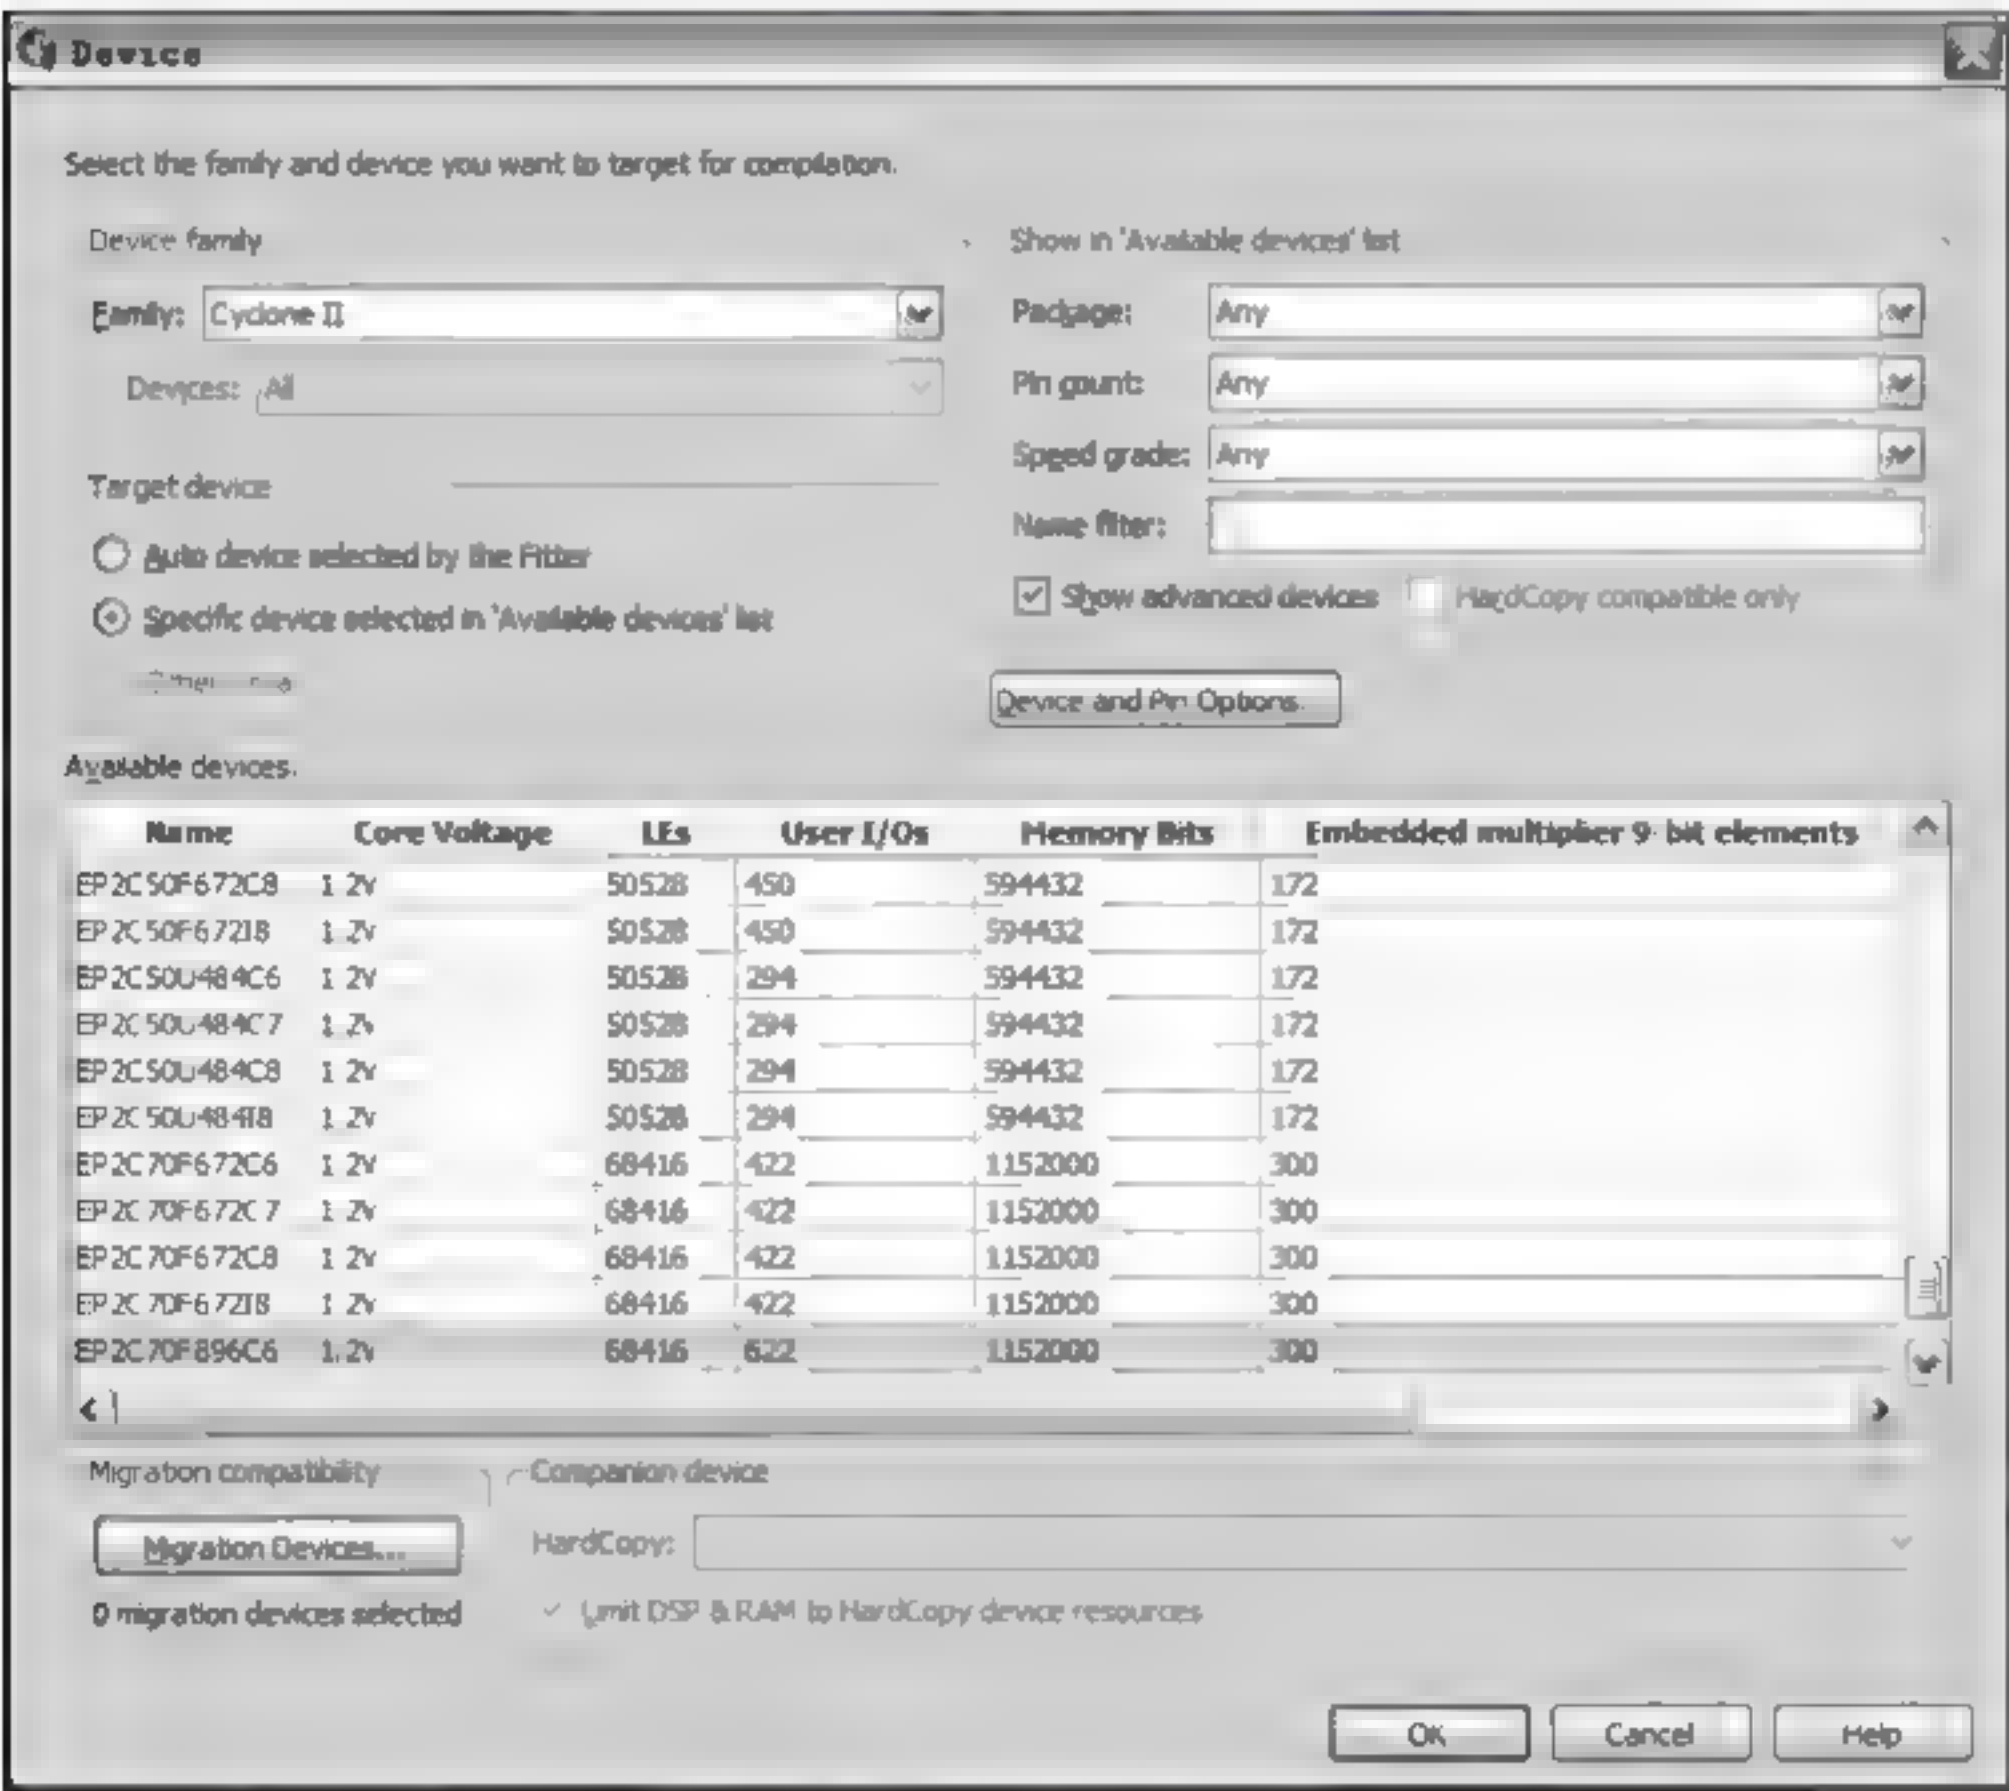 Device
Select the family and device you want to target for compilation.
Device family
Family: Cyclone II
Devices: All
Target device
Auto device selected by the Fitter
Specific device selected in 'Available devices' list
Show in 'Available devices' list
Package: Any
Pin count: Any
Speed grade: Any
Name filter:
Show advanced devices HardCopy compatible only
Device and Pin Options.
Available devices.
Name Core Voltage LEs User I/Os Memory Bits Embedded multiplier 9-bit elements
EP2C50F672C8 1.2V 50528 450 594432 172
EP2C50F672I8 1.2V 50528 450 594432 172
EP2C50U484C6 1.2V 50528 294 594432 172
EP2C50U484C7 1.2V 50528 294 594432 172
EP2C50U484C8 1.2V 50528 294 594432 172
EP2C50U484I8 1.2V 50528 294 594432 172
EP2C70F672C6 1.2V 68416 422 1152000 300
EP2C70F672C7 1.2V 68416 422 1152000 300
EP2C70F672C8 1.2V 68416 422 1152000 300
EP2C70F672I8 1.2V 68416 422 1152000 300
EP2C70F896C6 1.2V 68416 622 1152000 300
Migration compatibility
Migration Devices...
0 migration devices selected
Companion device
HardCopy:
Limit DSP & RAM to HardCopy device resources
OK Cancel Help